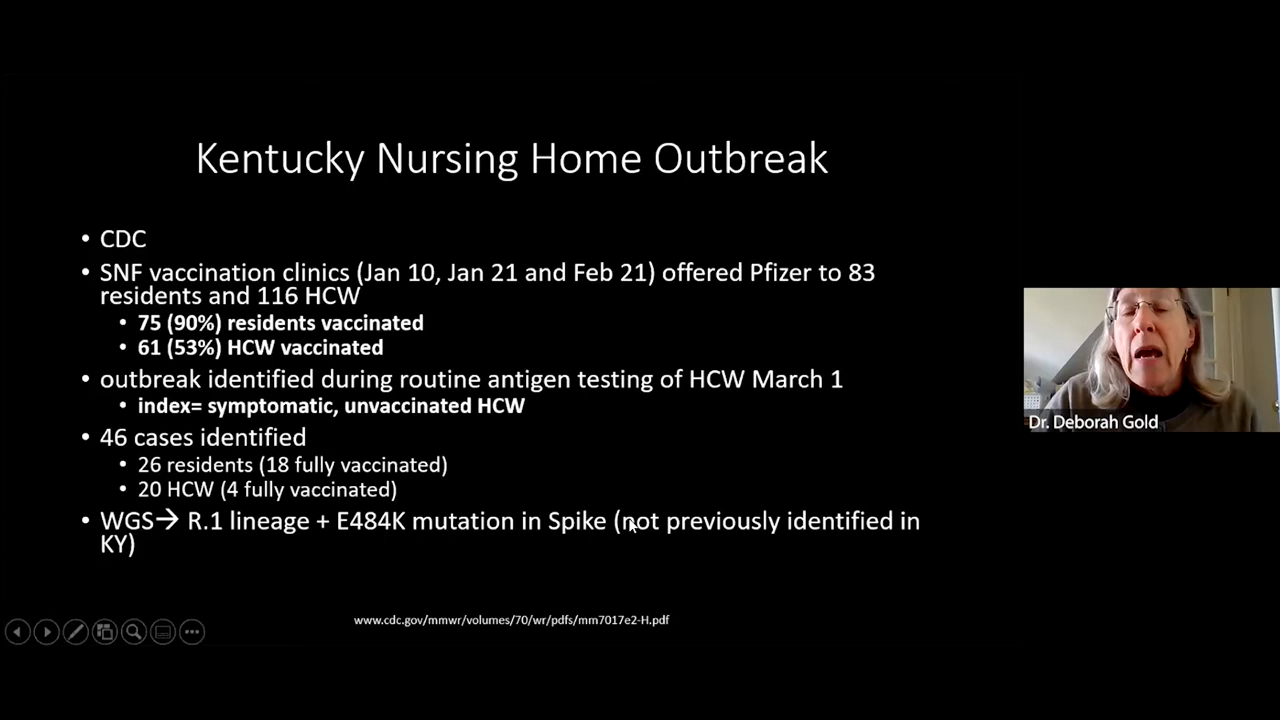 Kentucky Nursing Home Outbreak
• CDC
• SNF vaccination clinics (Jan 10, Jan 21 and Feb 21) offered Pfizer to 83
residents and 116 HCW
• 75 (90%) residents vaccinated
• 61 (53%) HCW vaccinated
• outbreak identified during routine antigen testing of HCW March 1
• index= symptomatic, unvaccinated HCW
• 46 cases identified
• 26 residents (18 fully vaccinated)
• 20 HCW (4 fully vaccinated)
• WGS→ R.1 lineage + E484K mutation in Spike (not previously identified in
KY)
www.cdc.gov/mmwr/volumes/70/wr/pdfs/mm7017e2-H.pdf
Dr. Deborah Gold